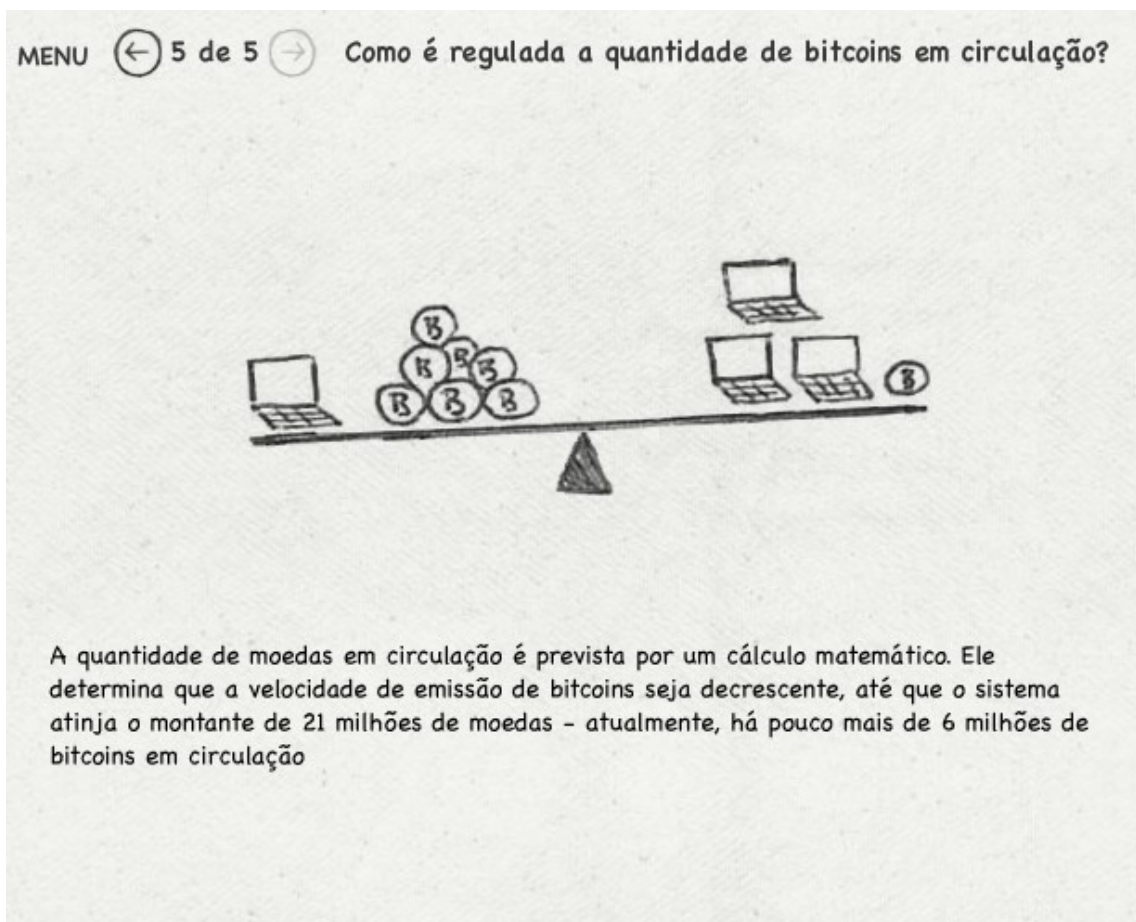 MENU ← 5 de 5 → Como é regulada a quantidade de bitcoins em circulação?
B
B B B
B B B B
A quantidade de moedas em circulação é prevista por um cálculo matemático. Ele
determina que a velocidade de emissão de bitcoins seja decrescente, até que o sistema
atinja o montante de 21 milhões de moedas - atualmente, há pouco mais de 6 milhões de
bitcoins em circulação